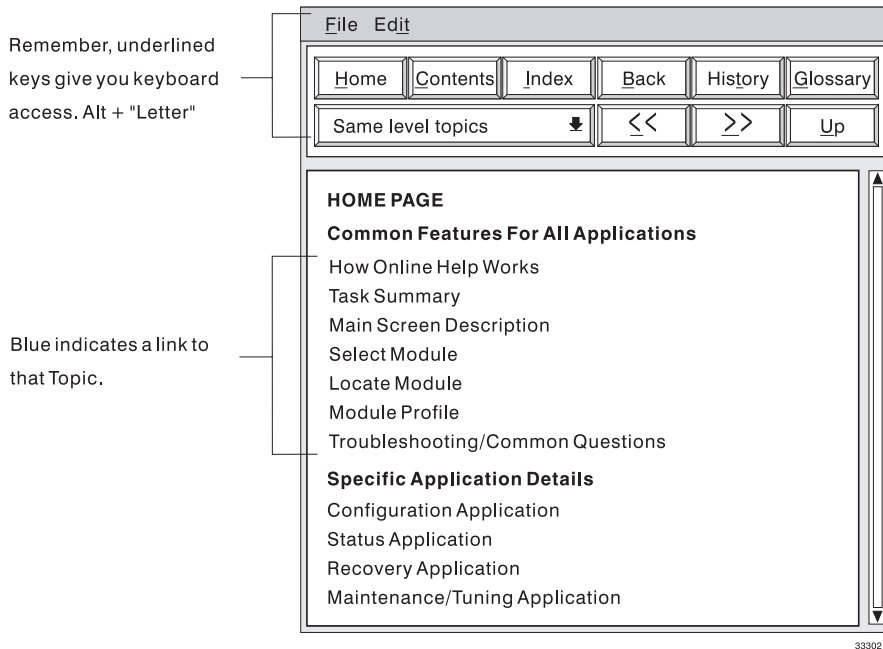 File Edit
Remember, underlined
keys give you keyboard
access. Alt + "Letter"
Home Contents Index Back History Glossary
Same level topics << >> Up
HOME PAGE
Common Features For All Applications
How Online Help Works
Task Summary
Main Screen Description
Select Module
Locate Module
Module Profile
Troubleshooting/Common Questions
Blue indicates a link to
that Topic.
Specific Application Details
Configuration Application
Status Application
Recovery Application
Maintenance/Tuning Application
33302